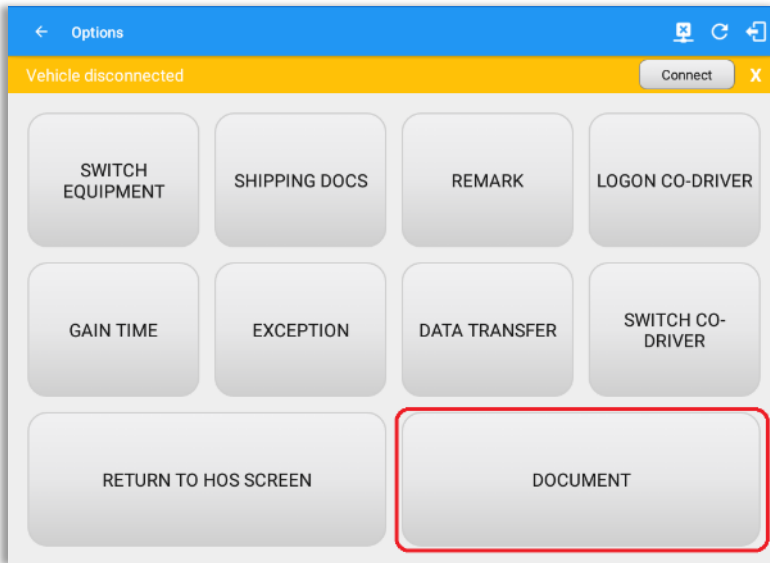 Options
Vehicle disconnected
Connect
X
SWITCH
EQUIPMENT
SHIPPING DOCS
REMARK
LOGON CO-DRIVER
GAIN TIME
EXCEPTION
DATA TRANSFER
SWITCH CO-
DRIVER
RETURN TO HOS SCREEN
DOCUMENT